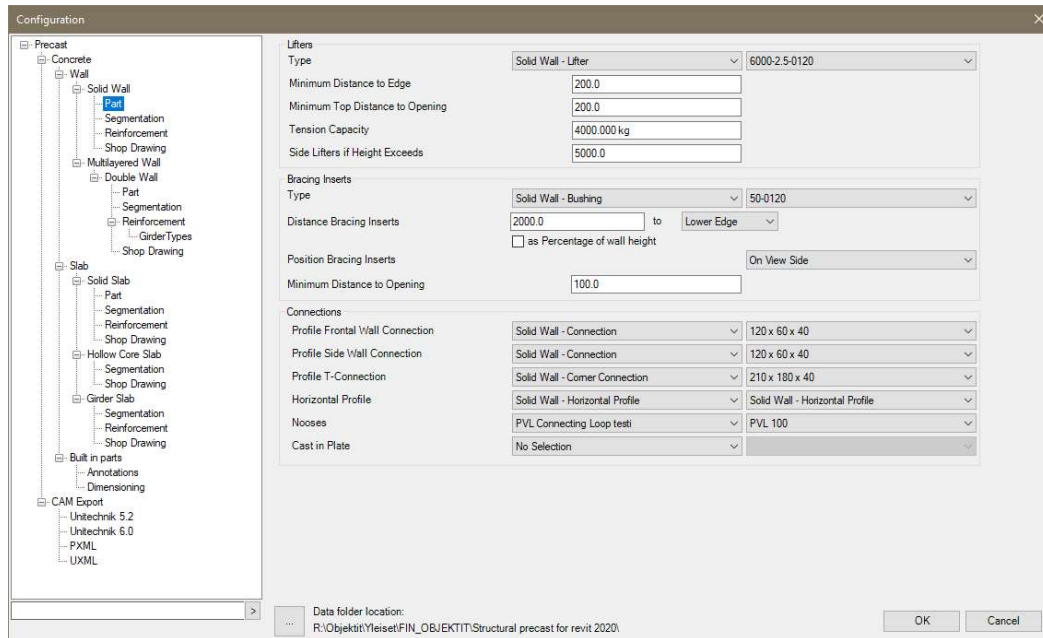 Configuration
Precast
Concrete
Wall
Solid Wall
Part
Segmentation
Reinforcement
Shop Drawing
Multilayered Wall
Double Wall
Part
Segmentation
Reinforcement
GirderTypes
Shop Drawing
Slab
Solid Slab
Part
Segmentation
Reinforcement
Shop Drawing
Hollow Core Slab
Segmentation
Shop Drawing
Girder Slab
Segmentation
Reinforcement
Shop Drawing
Built in parts
Annotations
Dimensioning
CAM Export
Unitechnik 5.2
Unitechnik 6.0
PXML
UXML
>
Lifters
Type Solid Wall - Lifter 6000-2.5-0120
Minimum Distance to Edge 200.0
Minimum Top Distance to Opening 200.0
Tension Capacity 4000.000 kg
Side Lifters if Height Exceeds 5000.0
Bracing Inserts
Type Solid Wall - Bushing 50-0120
Distance Bracing Inserts 2000.0 to Lower Edge
as Percentage of wall height
Position Bracing Inserts On View Side
Minimum Distance to Opening 100.0
Connections
Profile Frontal Wall Connection Solid Wall - Connection 120 x 60 x 40
Profile Side Wall Connection Solid Wall - Connection 120 x 60 x 40
Profile T-Connection Solid Wall - Corner Connection 210 x 180 x 40
Horizontal Profile Solid Wall - Horizontal Profile Solid Wall - Horizontal Profile
Nooses PVL Connecting Loop testi PVL 100
Cast in Plate No Selection
... Data folder location:
R:\Objektit\Yleiset\FIN_OBJEKTIT\Structural precast for revit 2020\
OK Cancel